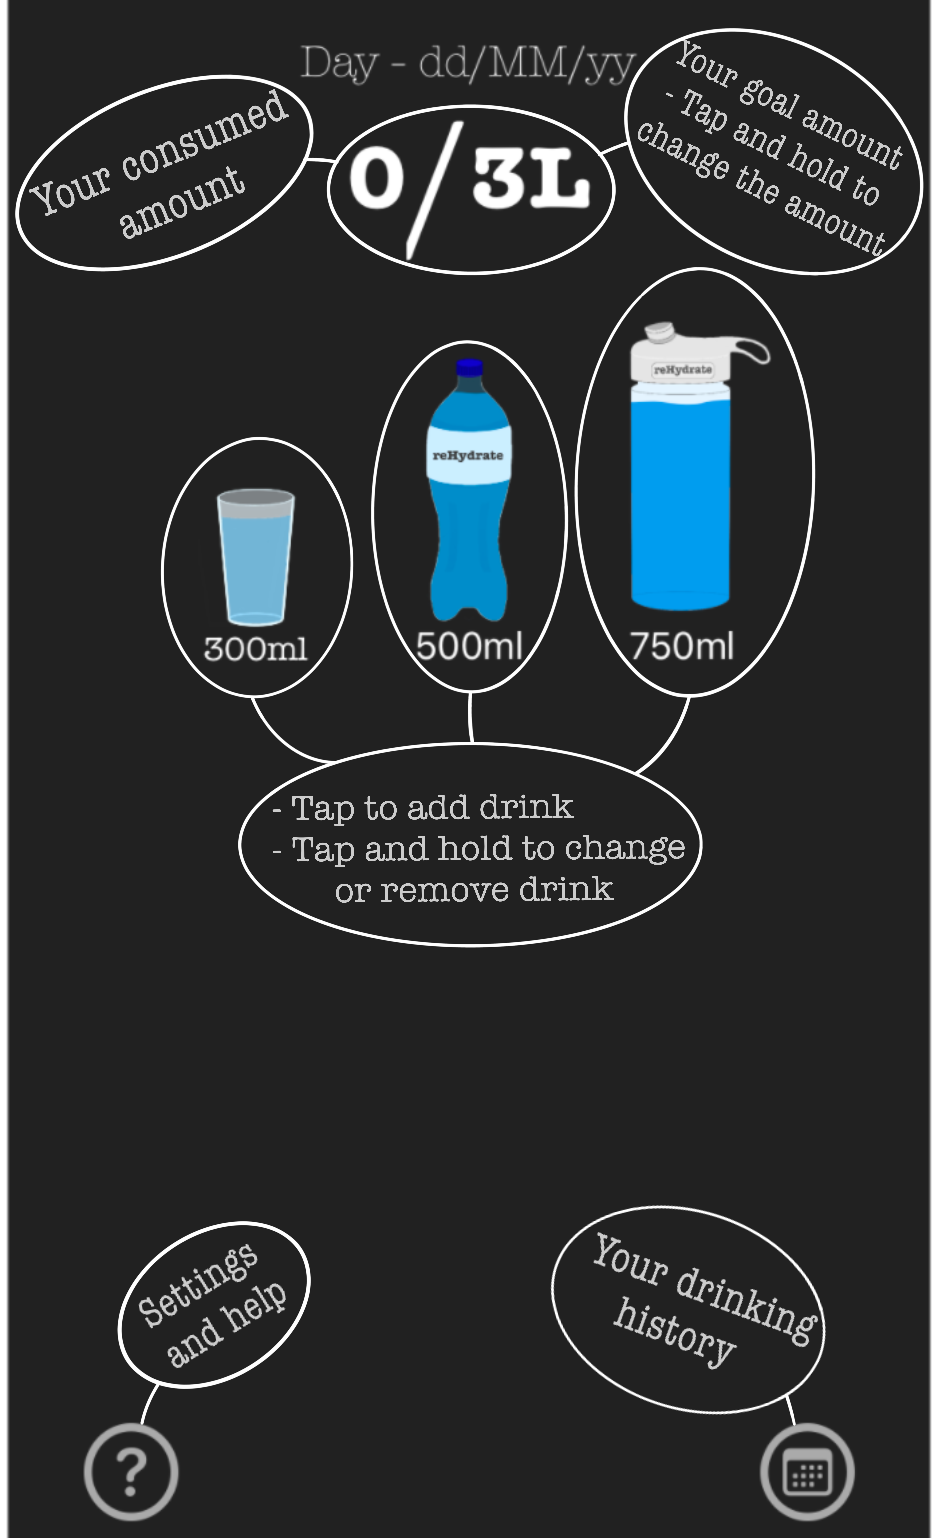 Day - dd/MM/yy
Your consumed
amount
0/3L
Your goal amount
- Tap and hold to
change the amount
reHydrate
reHydrate
300ml
500ml
750ml
- Tap to add drink
- Tap and hold to change
or remove drink
Settings
and help
Your drinking
history
?